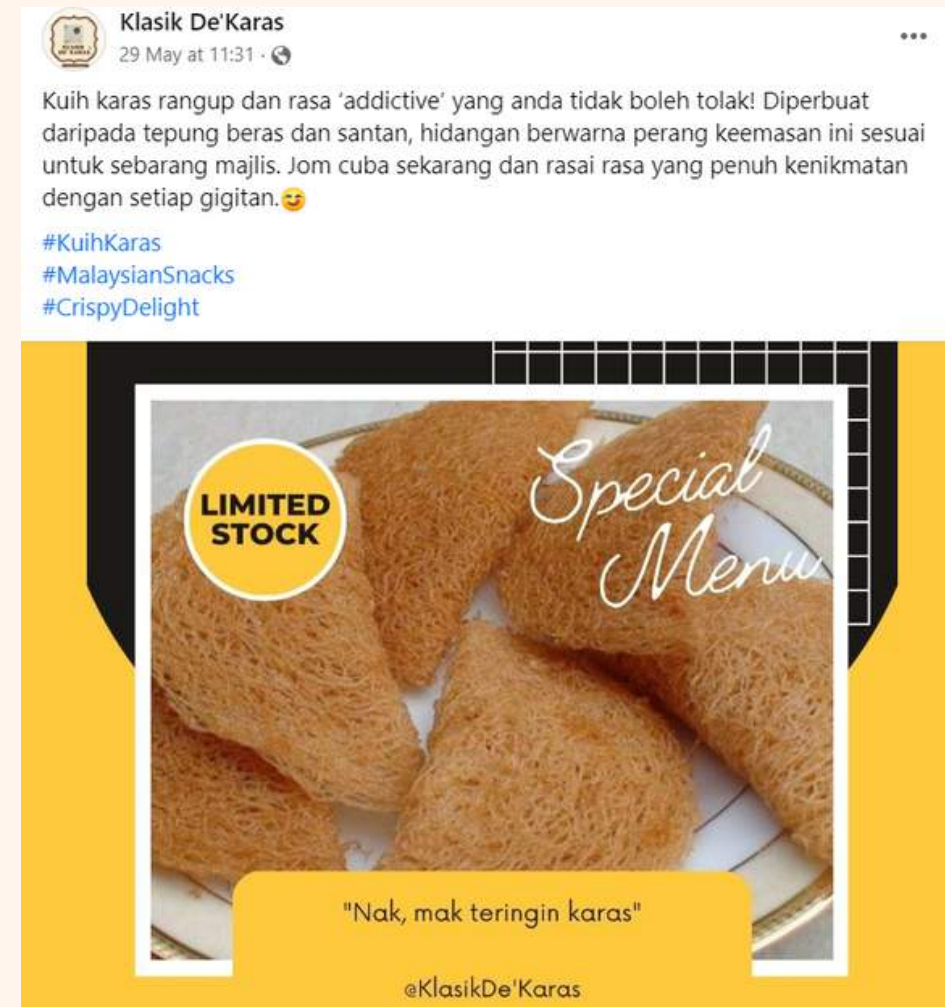 Klasik De'Karas
29 May at 11:31 ·
Kuih karas rangup dan rasa ‘addictive’ yang anda tidak boleh tolak! Diperbuat
daripada tepung beras dan santan, hidangan berwarna perang keemasan ini sesuai
untuk sebarang majlis. Jom cuba sekarang dan rasai rasa yang penuh kenikmatan
dengan setiap gigitan.😋
#KuihKaras
#MalaysianSnacks
#CrispyDelight
LIMITED
STOCK
Special
Menu
"Nak, mak teringin karas"
@KlasikDe'Karas